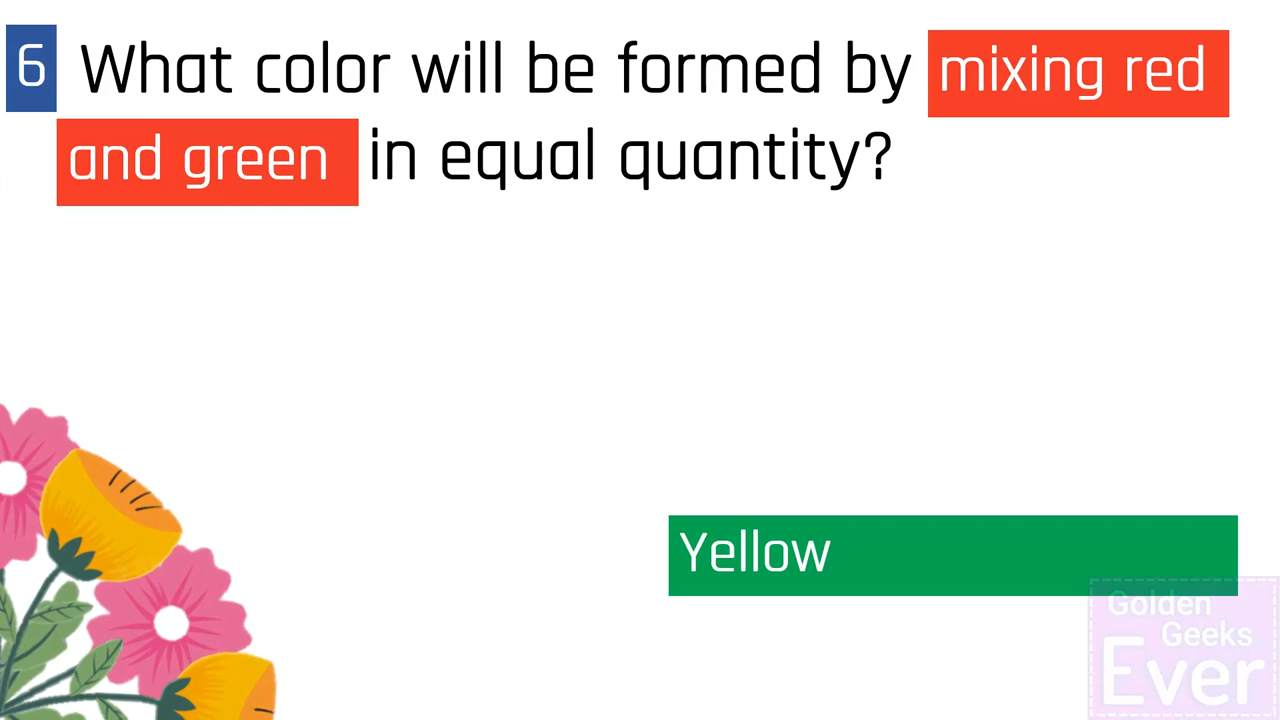 6 What color will be formed by mixing red
and green in equal quantity?
Yellow
Golden
Geeks
Ever